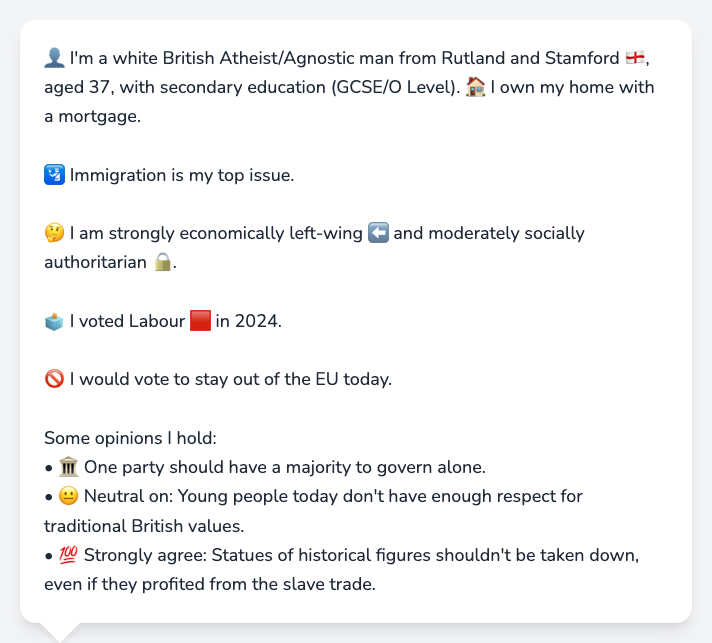 👤 I'm a white British Atheist/Agnostic man from Rutland and Stamford 🏴󠁧󠁢󠁥󠁮󠁧󠁿,
aged 37, with secondary education (GCSE/O Level). 🏠 I own my home with
a mortgage.
🛂 Immigration is my top issue.
🤔 I am strongly economically left-wing ⬅️ and moderately socially
authoritarian 🔒.
🗳️ I voted Labour 🟥 in 2024.
🚫 I would vote to stay out of the EU today.
Some opinions I hold:
• 🏛️ One party should have a majority to govern alone.
• 😐 Neutral on: Young people today don't have enough respect for
traditional British values.
• 💯 Strongly agree: Statues of historical figures shouldn't be taken down,
even if they profited from the slave trade.